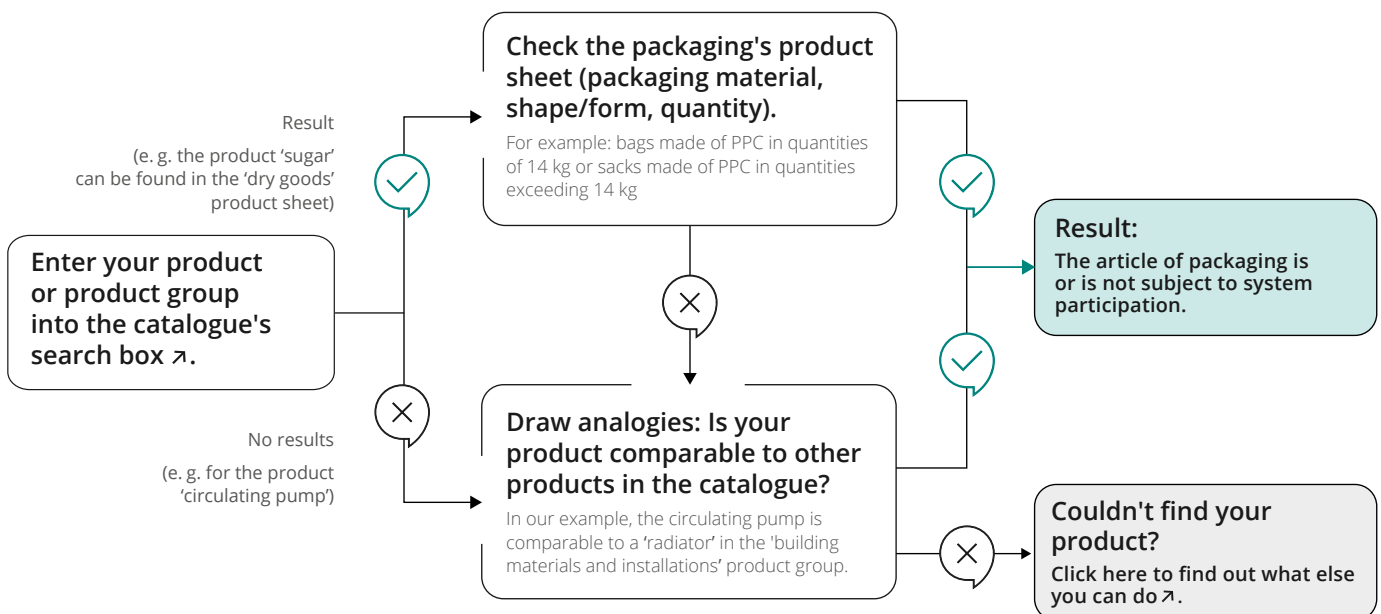 Check the packaging's product
sheet (packaging material,
shape/form, quantity).
For example: bags made of PPC in quantities
of 14 kg or sacks made of PPC in quantities
exceeding 14 kg
Result
(e. g. the product ‘sugar’
can be found in the ‘dry goods’
product sheet)
Enter your product
or product group
into the catalogue's
search box ↗.
Result:
The article of packaging is
or is not subject to system
participation.
No results
(e. g. for the product
‘circulating pump’)
Draw analogies: Is your
product comparable to other
products in the catalogue?
In our example, the circulating pump is
comparable to a ‘radiator’ in the 'building
materials and installations’ product group.
Couldn't find your
product?
Click here to find out what else
you can do ↗.